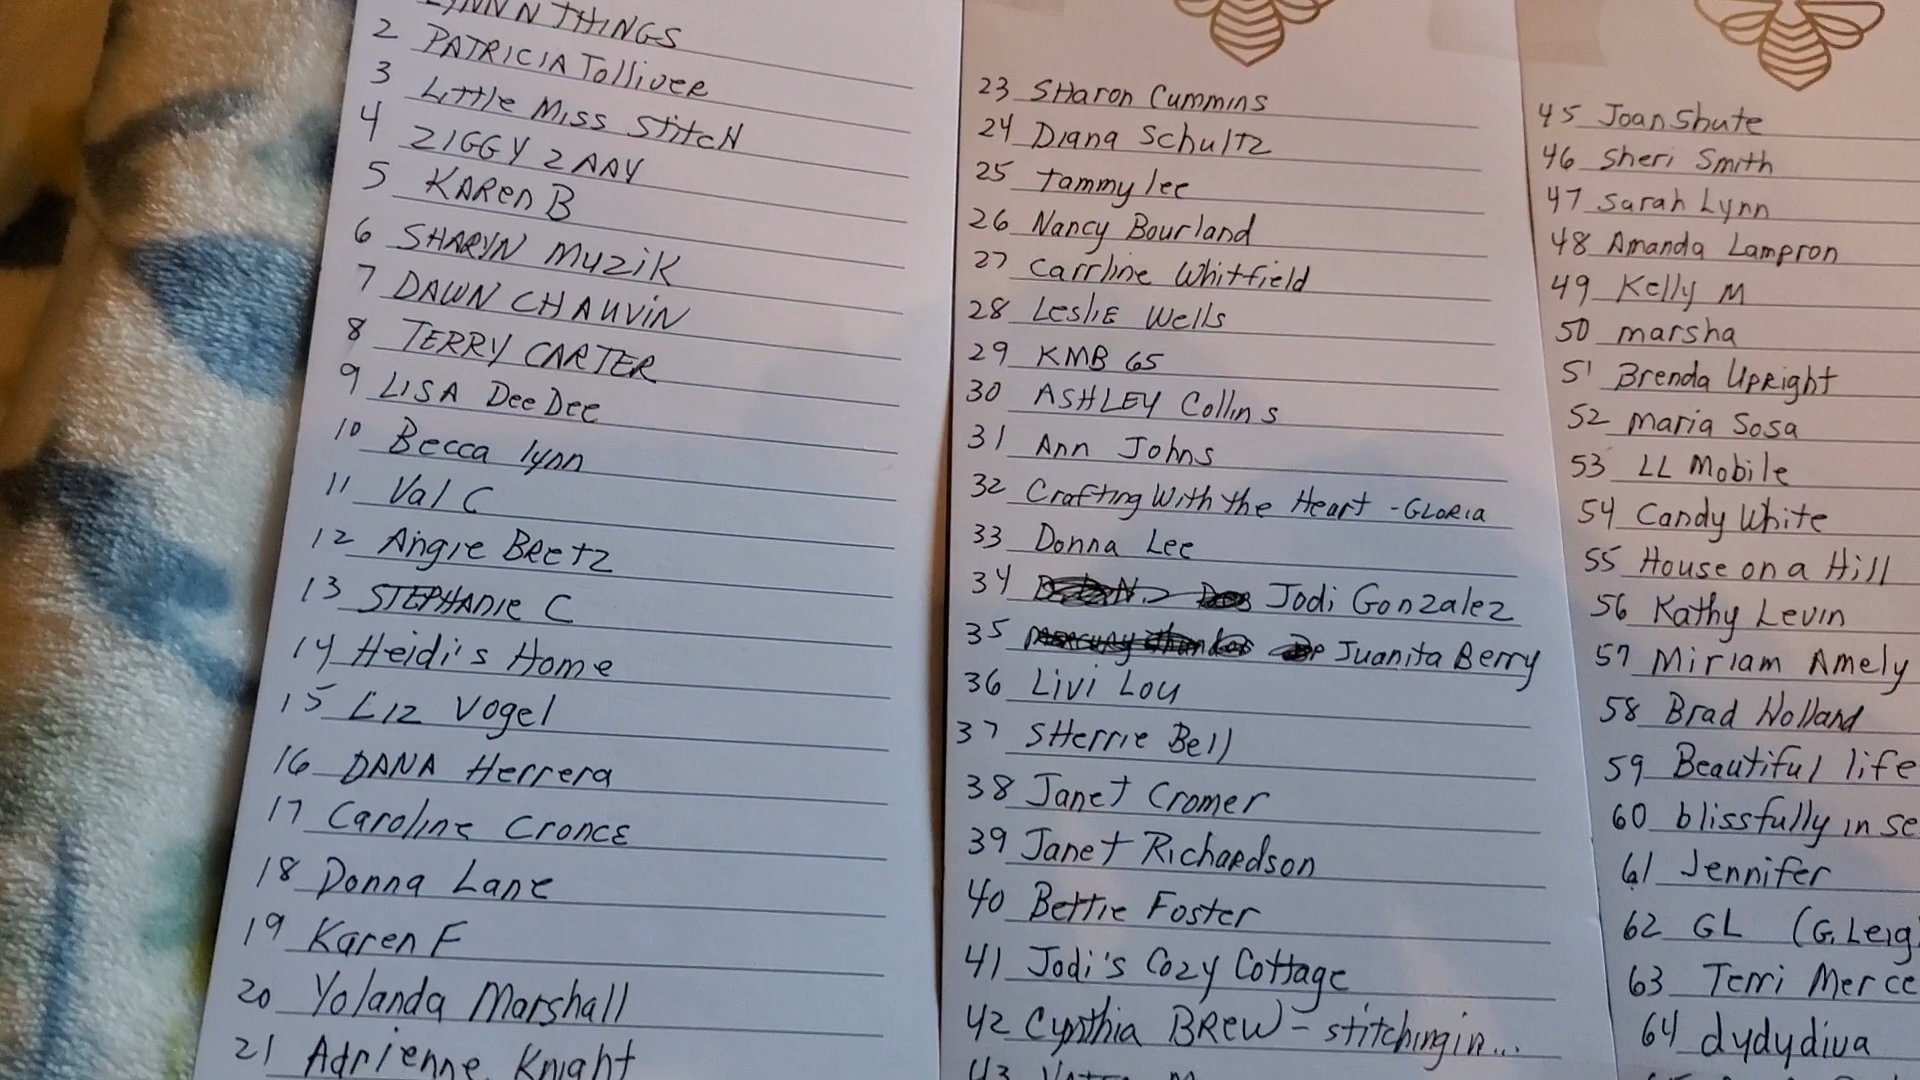 LYNN N THINGS
2 PATRICIA Tolliver
3 Little Miss StitcH
4 ZIGGY 2 AAY
5 KAREN B
6 SHARYN MUZIK
7 DAWN CHAUVIN
8 TERRY CARTER
9 LISA DeeDee
10 Becca lynn
11 Val C
12 Angie BRetz
13 STEPHANIE C
14 Heidi's Home
15 Liz Vogel
16 DANA Herrera
17 Caroline Cronce
18 Donna Lane
19 Karen F
20 Yolanda Marshall
21 Adrienne Knight
23 SHaron Cummins
24 Diana Schultz
25 tammy lee
26 Nancy Bourland
27 Carrline Whitfield
28 LesliE Wells
29 KMB 65
30 ASHLEY Collins
31 Ann Johns
32 Crafting With the Heart - GLORIA
33 Donna Lee
34 Jodi Gonzalez
35 Juanita Berry
36 Livi Lou
37 SHerrie Bell
38 Janet Cromer
39 Janet Richardson
40 Bettie Foster
41 Jodi's Cozy Cottage
42 Cynthia BREW - stitchingin...
43
45 Joan Shute
46 Sheri Smith
47 Sarah Lynn
48 Amanda Lampron
49 Kelly M
50 marsha
51 Brenda UpRight
52 Maria Sosa
53 LL Mobile
54 Candy White
55 House on a Hill
56 Kathy Levin
57 Miriam Amely
58 Brad Holland
59 Beautiful life
60 blissfully in se
61 Jennifer
62 GL (G. Leig
63 Terri Merce
64 dydydiva